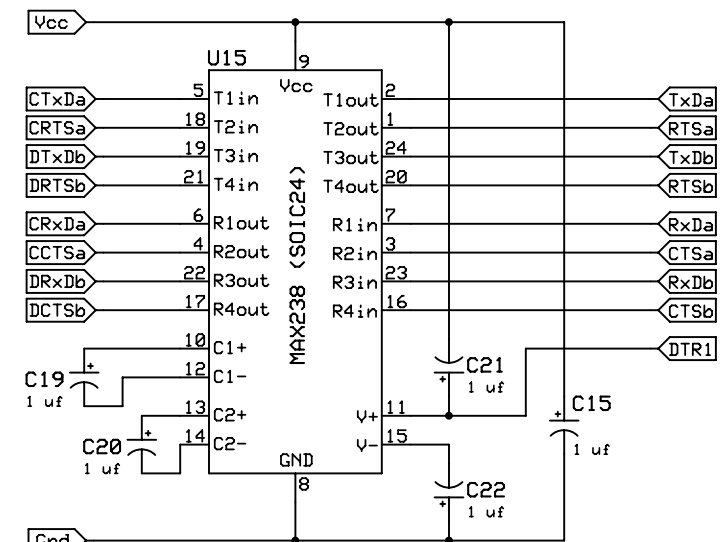 Vcc
U15
9
Vcc
CTxDa 5 T1in T1out 2 TxDa
CRTSa 18 T2in T2out 1 RTSa
DTxDb 19 T3in T3out 24 TxDb
DRTSb 21 T4in T4out 20 RTSb
CRxDa 6 R1out R1in 7 RxDa
CCTSa 4 R2out R2in 3 CTSa
DRxDb 22 R3out R3in 23 RxDb
DCTSb 17 R4out R4in 16 CTSb
MAX238 (SOIC24)
10 C1+ DTR1
C19 + 12 C1- C21
1 uf + 1 uf
13 C2+ V+ 11 + C15
C20 + 14 C2- V- 15 1 uf
1 uf
GND
8
C22
+ 1 uf
Gnd